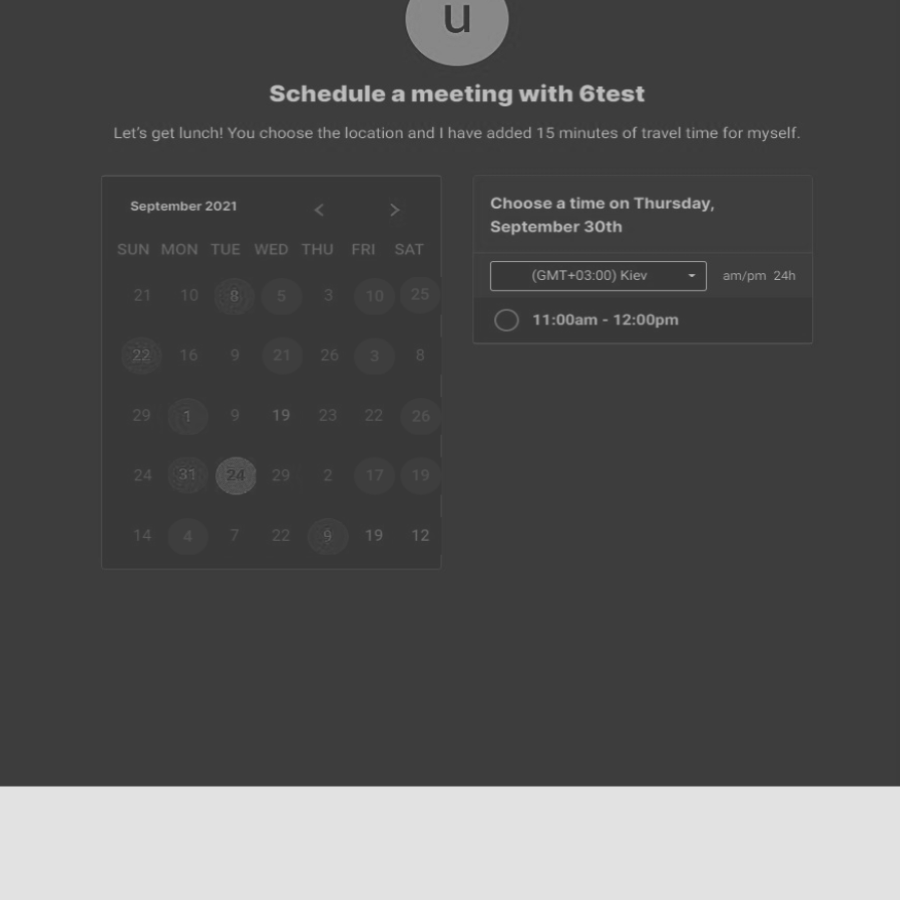 u
Schedule a meeting with 6test
Let's get lunch! You choose the location and I have added 15 minutes of travel time for myself.
September 2021 < >
SUN MON TUE WED THU FRI SAT
21 10 8 5 3 10 25
22 16 9 21 26 3 8
29 1 9 19 23 22 26
24 31 24 29 2 17 19
14 4 7 22 9 19 12
Choose a time on Thursday,
September 30th
(GMT+03:00) Kiev am/pm 24h
11:00am - 12:00pm